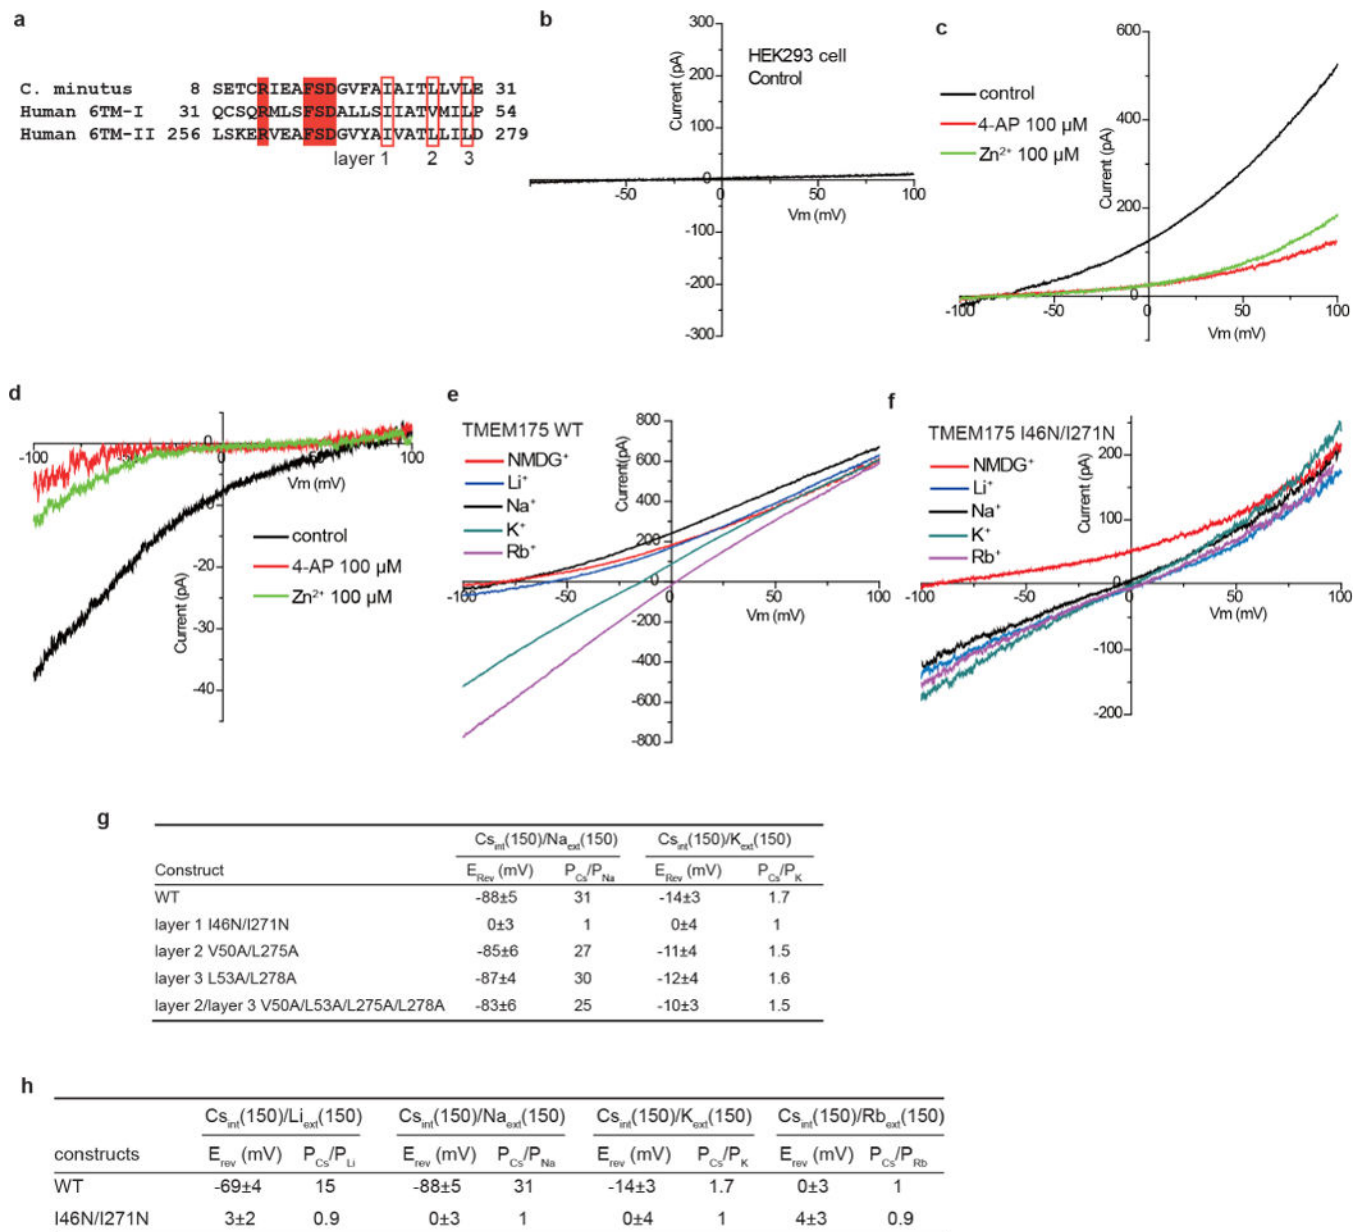 a
C. minutus 8 SETCRIEAFSDGVFAIAITLLVLE 31
Human 6TM-I 31 QCSQRMLSFSDALLSIIATVMILP 54
Human 6TM-II 256 LSKERVEAFSDGVYAIVATLLILD 279
layer 1 2 3
b
HEK293 cell
Control
Current (pA)
300
200
100
0
-100
-200
-300
-50
50
100
Vm (mV)
c
control
4-AP 100 µM
Zn²⁺ 100 µM
Current (pA)
600
400
200
0
-100
-50
50
100
Vm (mV)
d
-100
0
100
Vm (mV)
control
4-AP 100 µM
Zn²⁺ 100 µM
Current (pA)
-20
-30
-40
e
TMEM175 WT
NMDG⁺
Li⁺
Na⁺
K⁺
Rb⁺
Current(pA)
800
600
400
200
0
-200
-400
-600
-800
-100
-50
0
50
100
Vm (mV)
f
TMEM175 I46N/I271N
NMDG⁺
Li⁺
Na⁺
K⁺
Rb⁺
Current (pA)
200
100
0
-100
-200
-100
-50
0
50
100
Vm (mV)
g
Csint(150)/Naext(150) Csint(150)/Kext(150)
Construct ERev (mV) PCs/PNa ERev (mV) PCs/PK
WT -88±5 31 -14±3 1.7
layer 1 I46N/I271N 0±3 1 0±4 1
layer 2 V50A/L275A -85±6 27 -11±4 1.5
layer 3 L53A/L278A -87±4 30 -12±4 1.6
layer 2/layer 3 V50A/L53A/L275A/L278A -83±6 25 -10±3 1.5
h
Csint(150)/Liext(150) Csint(150)/Naext(150) Csint(150)/Kext(150) Csint(150)/Rbext(150)
constructs Erev (mV) PCs/PLi Erev (mV) PCs/PNa Erev (mV) PCs/PK Erev (mV) PCs/PRb
WT -69±4 15 -88±5 31 -14±3 1.7 0±3 1
I46N/I271N 3±2 0.9 0±3 1 0±4 1 4±3 0.9